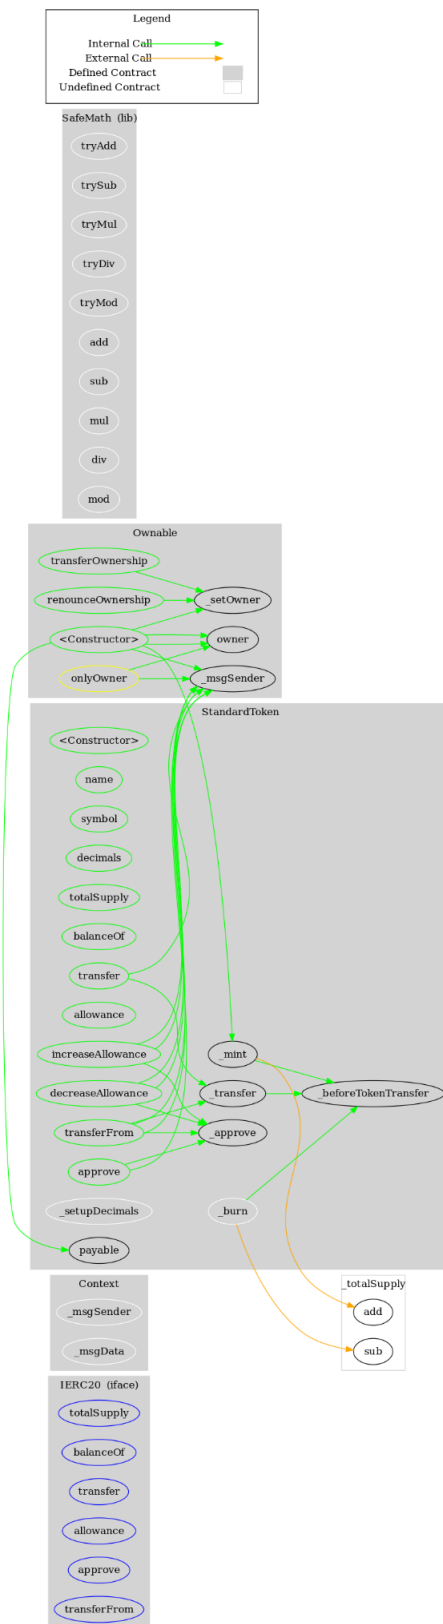 Legend
Internal Call
External Call
Defined Contract
Undefined Contract
SafeMath (lib)
tryAdd
trySub
tryMul
tryDiv
tryMod
add
sub
mul
div
mod
Ownable
transferOwnership
renounceOwnership
_setOwner
<Constructor>
owner
onlyOwner
_msgSender
StandardToken
<Constructor>
name
symbol
decimals
totalSupply
balanceOf
transfer
allowance
increaseAllowance
_mint
decreaseAllowance
_transfer
_beforeTokenTransfer
transferFrom
_approve
approve
_setupDecimals
_burn
payable
Context
_totalSupply
_msgSender
add
_msgData
sub
IERC20 (iface)
totalSupply
balanceOf
transfer
allowance
approve
transferFrom